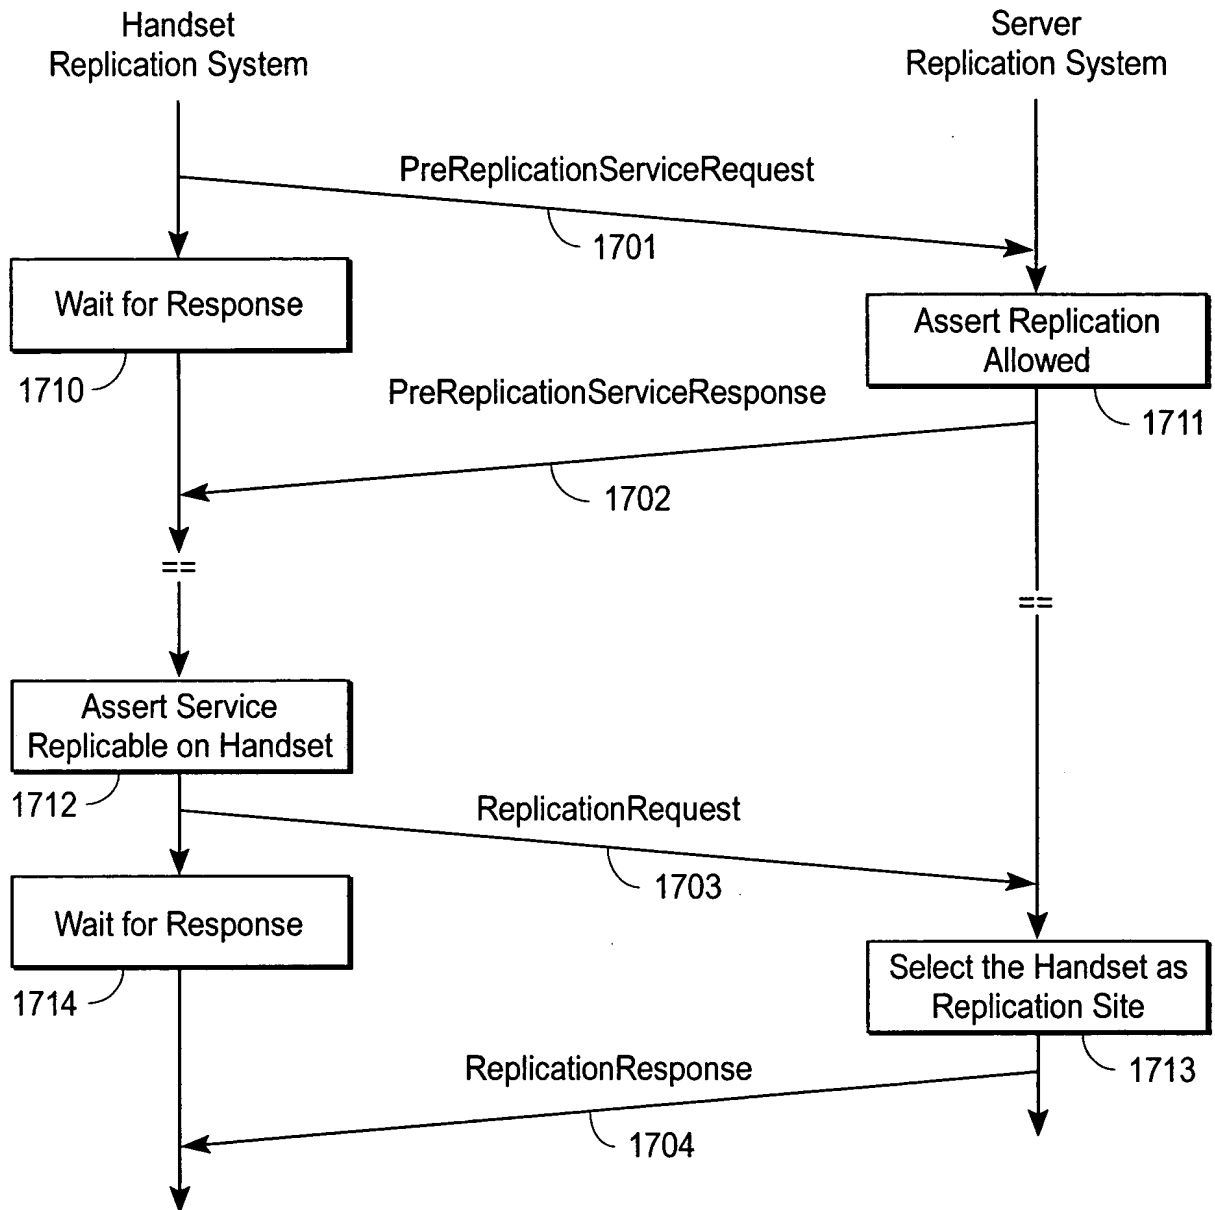 Handset
Replication System
Server
Replication System
PreReplicationServiceRequest
1701
Wait for Response
1710
Assert Replication
Allowed
1711
PreReplicationServiceResponse
1702
==
==
Assert Service
Replicable on Handset
1712
ReplicationRequest
1703
Wait for Response
1714
Select the Handset as
Replication Site
1713
ReplicationResponse
1704